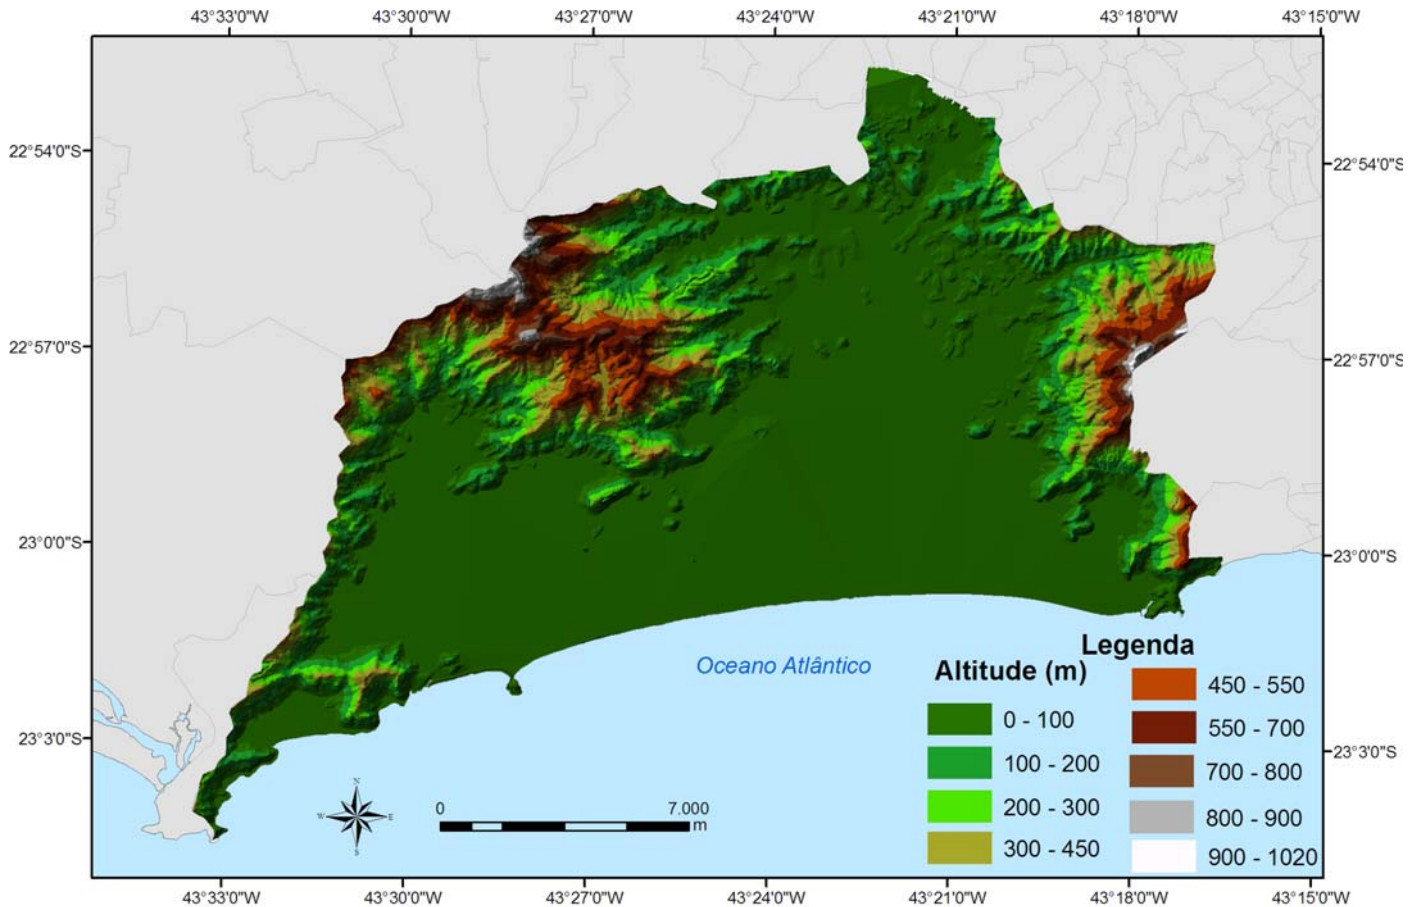 43°33'0"W 43°30'0"W 43°27'0"W 43°24'0"W 43°21'0"W 43°18'0"W 43°15'0"W
22°54'0"S 22°54'0"S
22°57'0"S 22°57'0"S
23°0'0"S 23°0'0"S
Oceano Atlântico
Legenda
Altitude (m)
0 - 100
100 - 200
200 - 300
300 - 450
450 - 550
550 - 700
700 - 800
800 - 900
900 - 1020
23°3'0"S 23°3'0"S
N
W E
S
0 7.000
m
43°33'0"W 43°30'0"W 43°27'0"W 43°24'0"W 43°21'0"W 43°18'0"W 43°15'0"W